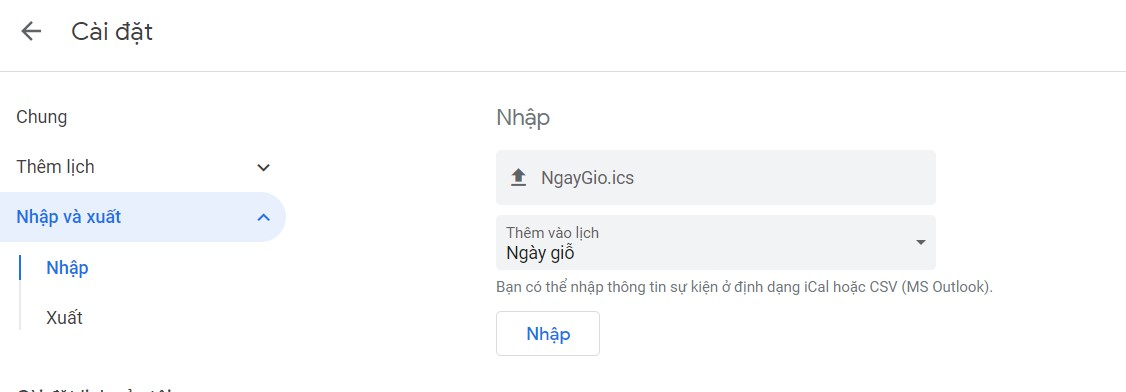 Cài đặt
Chung
Thêm lịch
Nhập và xuất
Nhập
Xuất
Nhập
NgayGio.ics
Thêm vào lịch
Ngày giỗ
Bạn có thể nhập thông tin sự kiện ở định dạng iCal hoặc CSV (MS Outlook).
Nhập